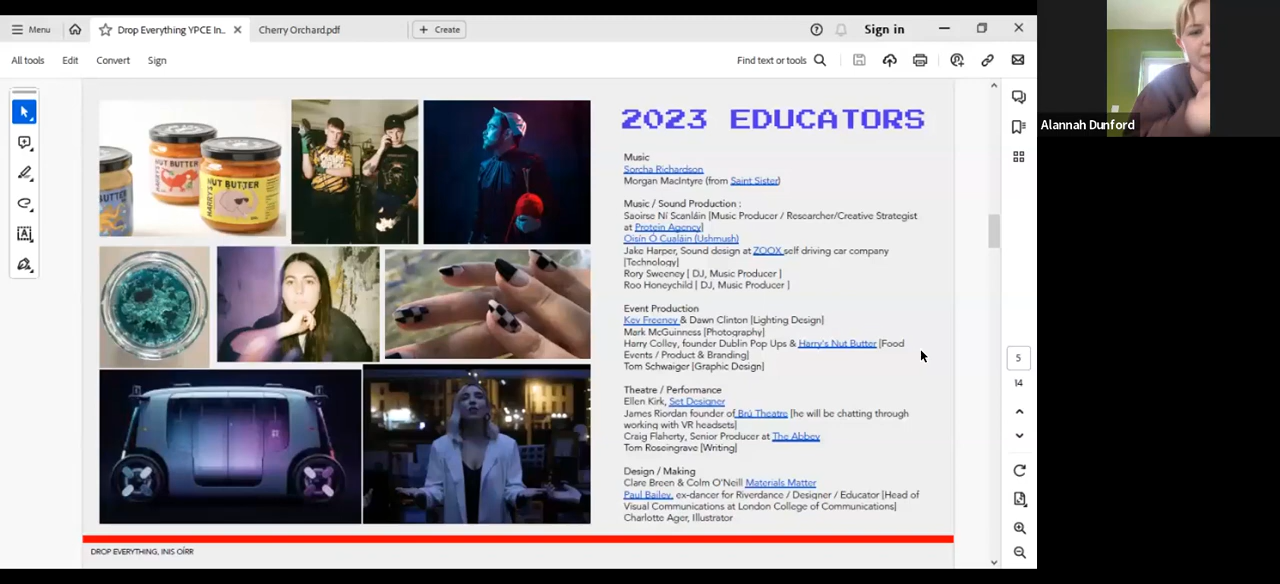 Menu
Drop Everything YPCE In...
Cherry Orchard.pdf
Create
Sign in
All tools
Edit
Convert
Sign
Find text or tools
Alannah Dunford
HARRY'S
NUT BUTTER
NUT BUTTER
HARRY'S
2023 EDUCATORS
Music
Sorcha Richardson
Morgan MacIntyre (from Saint Sister)
Music / Sound Production :
Saoirse Ní Scanláin [Music Producer / Researcher/Creative Strategist
at Protein Agency]
Oisín Ó Cualáin (Ushmush)
Jake Harper, Sound design at ZOOX self driving car company
[Technology]
Rory Sweeney [ DJ, Music Producer ]
Roo Honeychild [ DJ, Music Producer ]
Event Production
Kev Freeney & Dawn Clinton [Lighting Design]
Mark McGuinness [Photography]
Harry Colley, founder Dublin Pop Ups & Harry's Nut Butter [Food
Events / Product & Branding]
Tom Schwaiger [Graphic Design]
Theatre / Performance
Ellen Kirk, Set Designer
James Riordan founder of Brú Theatre [he will be chatting through
working with VR headsets]
Craig Flaherty, Senior Producer at The Abbey
Tom Roseingrave [Writing]
Design / Making
Clare Breen & Colm O'Neill Materials Matter
Paul Bailey, ex-dancer for Riverdance / Designer / Educator [Head of
Visual Communications at London College of Communications]
Charlotte Ager, Illustrator
5
14
DROP EVERYTHING, INIS OÍRR